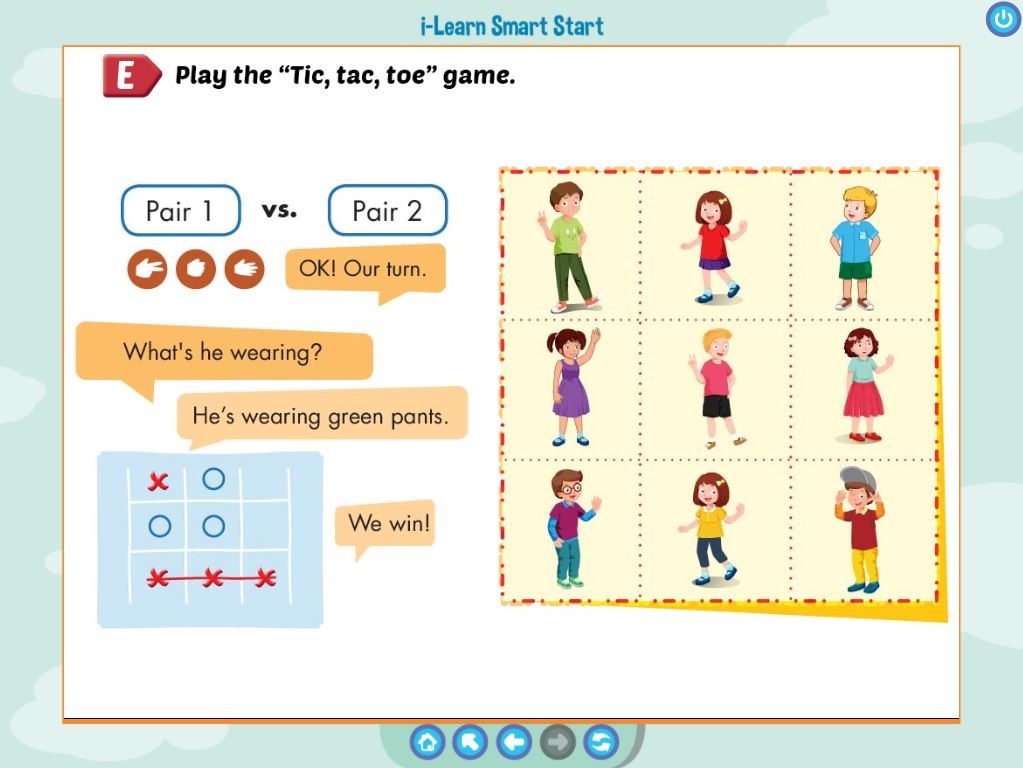 i-Learn Smart Start
E Play the “Tic, tac, toe” game.
Pair 1 vs. Pair 2
OK! Our turn.
What's he wearing?
He’s wearing green pants.
We win!